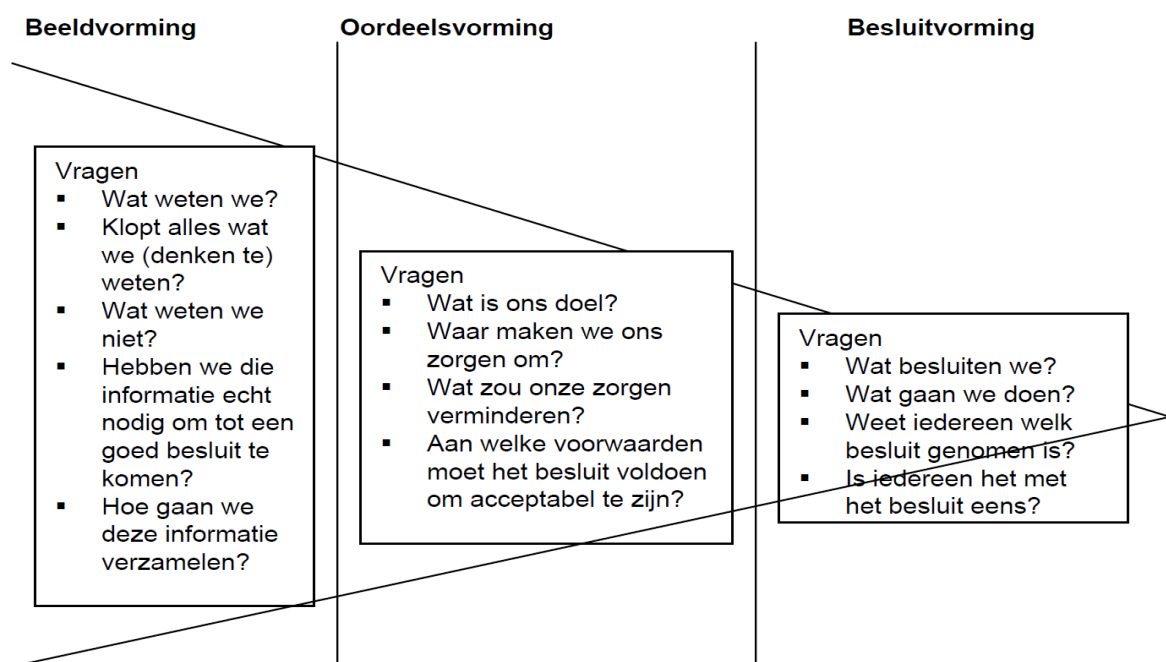 Beeldvorming
Oordeelsvorming
Besluitvorming
Vragen
▪ Wat weten we?
▪ Klopt alles wat
we (denken te)
weten?
▪ Wat weten we
niet?
▪ Hebben we die
informatie echt
nodig om tot een
goed besluit te
komen?
▪ Hoe gaan we
deze informatie
verzamelen?
Vragen
▪ Wat is ons doel?
▪ Waar maken we ons
zorgen om?
▪ Wat zou onze zorgen
verminderen?
▪ Aan welke voorwaarden
moet het besluit voldoen
om acceptabel te zijn?
Vragen
▪ Wat besluiten we?
▪ Wat gaan we doen?
▪ Weet iedereen welk
besluit genomen is?
▪ Is iedereen het met
het besluit eens?